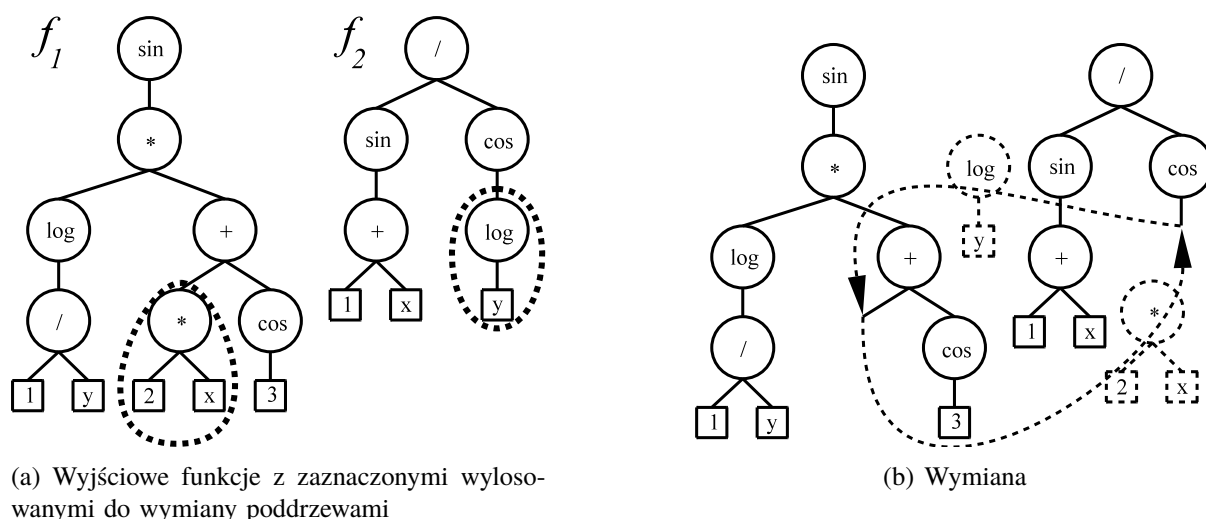 f1 sin f2 /
* sin cos
log + + log
/ * cos 1 x y
1 y 2 x 3
sin /
* log sin cos
log + y +
/ cos 1 x *
1 y 3 2 x
(a) Wyjściowe funkcje z zaznaczonymi wyloso-
wanymi do wymiany poddrzewami
(b) Wymiana